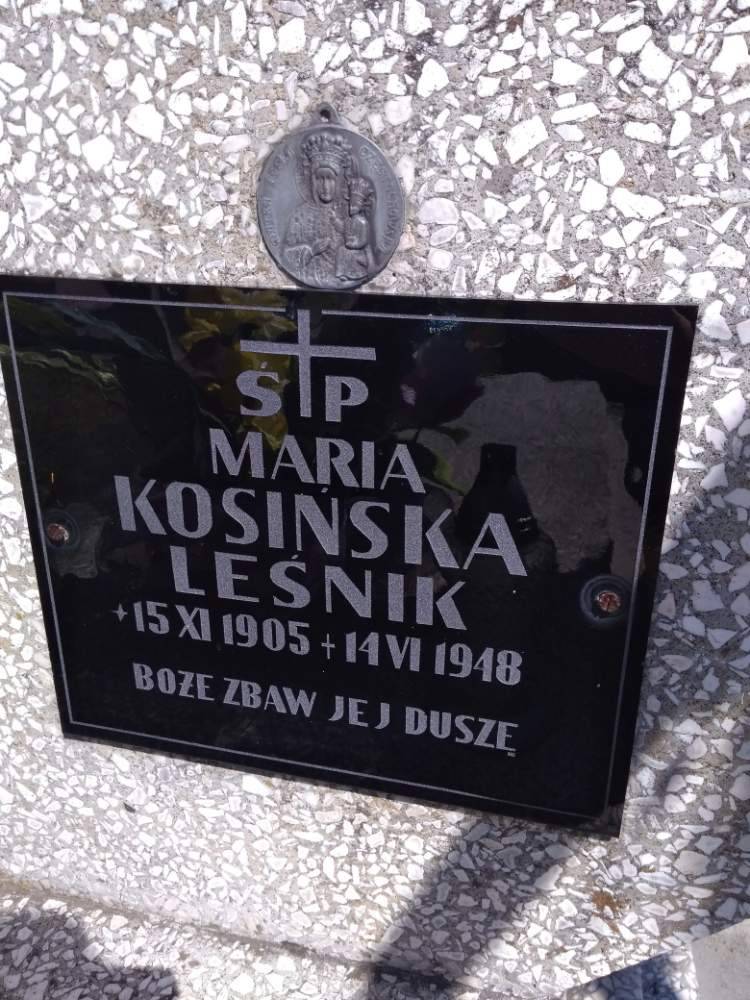 Ś P
MARIA
KOSIŃSKA
LEŚNIK
15 XI 1905 + 14 VI 1948
BOŻE ZBAW JEJ DUSZĘ